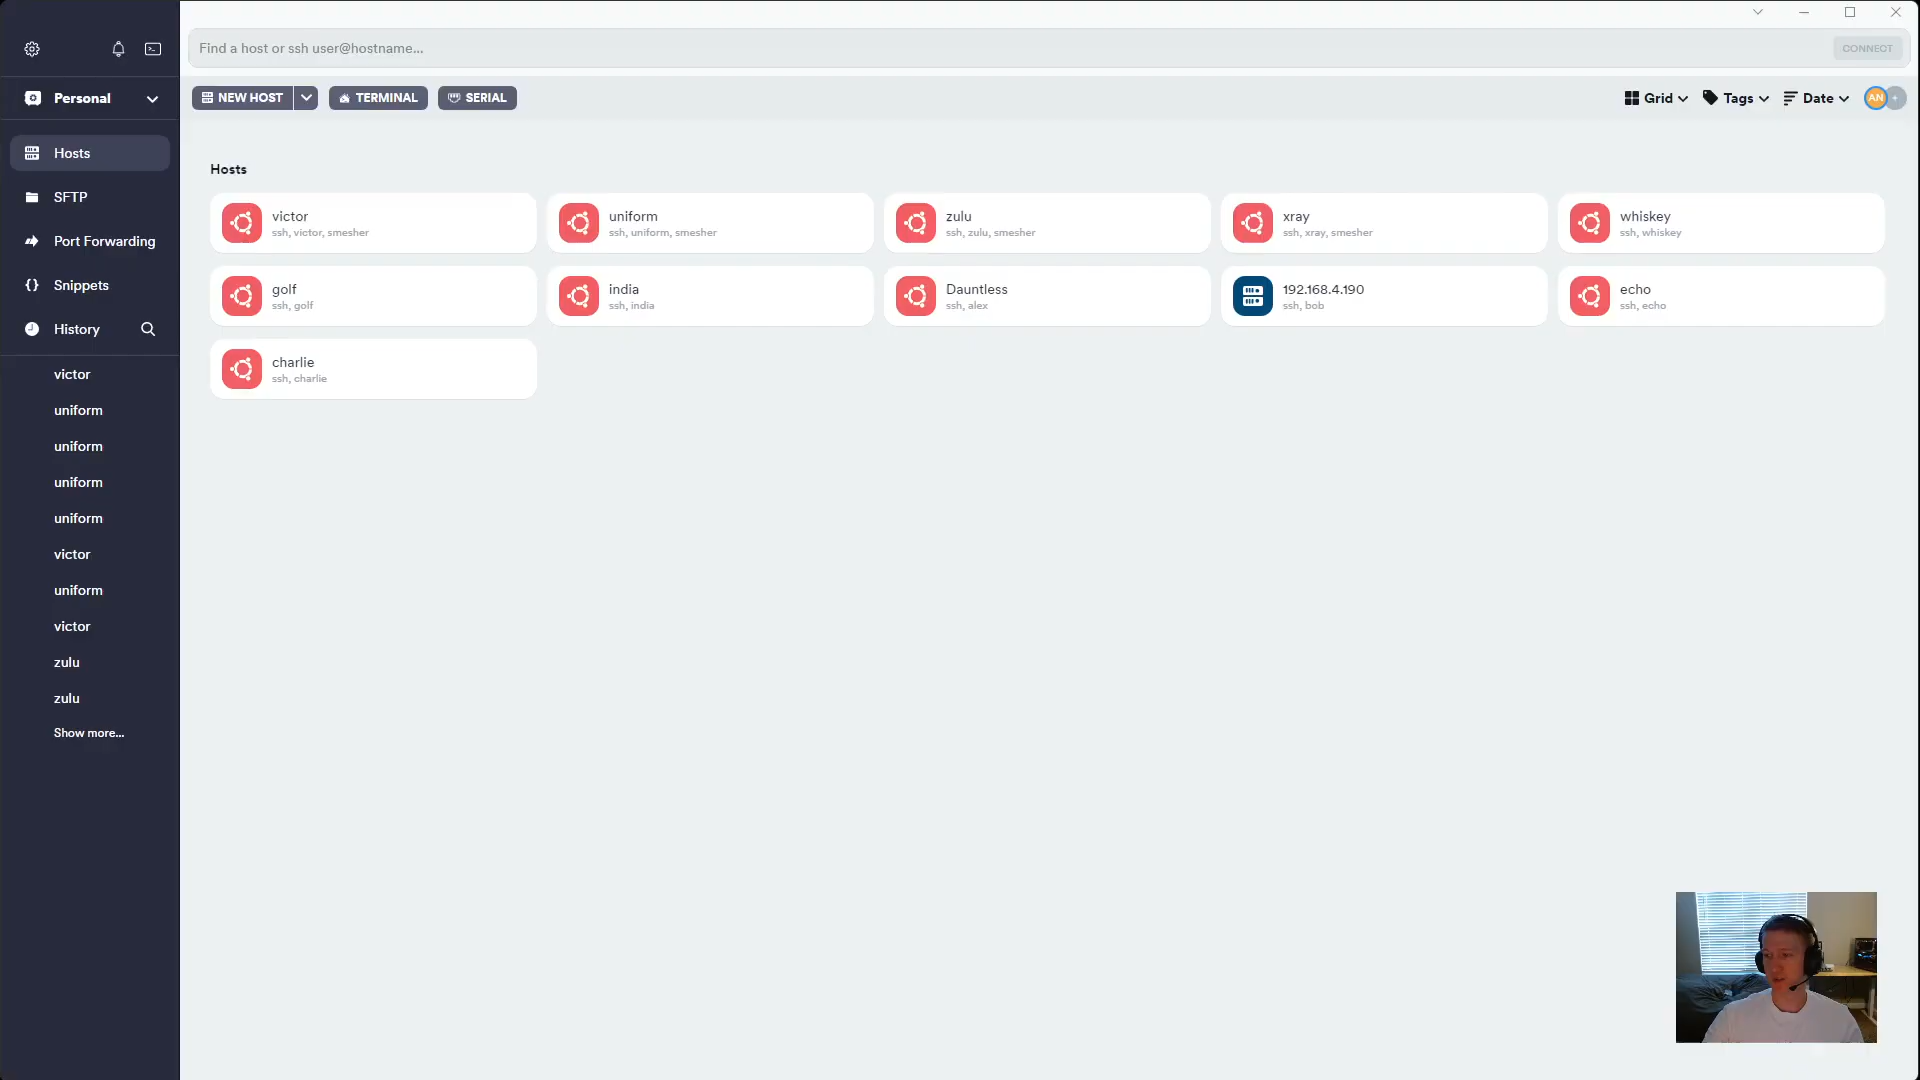 Find a host or ssh user@hostname...
CONNECT
Personal
NEW HOST
TERMINAL
SERIAL
Grid
Tags
Date
AN
+
Hosts
SFTP
Port Forwarding
Snippets
History
victor
uniform
uniform
uniform
uniform
victor
uniform
victor
zulu
zulu
Show more...
Hosts
victor
ssh, victor, smesher
uniform
ssh, uniform, smesher
zulu
ssh, zulu, smesher
xray
ssh, xray, smesher
whiskey
ssh, whiskey
golf
ssh, golf
india
ssh, india
Dauntless
ssh, alex
192.168.4.190
ssh, bob
echo
ssh, echo
charlie
ssh, charlie